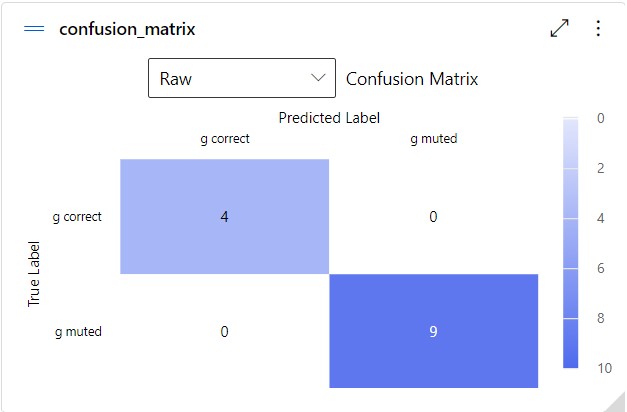 confusion_matrix
Raw
Confusion Matrix
Predicted Label
g correct
g muted
0
2
4
6
8
10
True Label
g correct
4
0
g muted
0
9